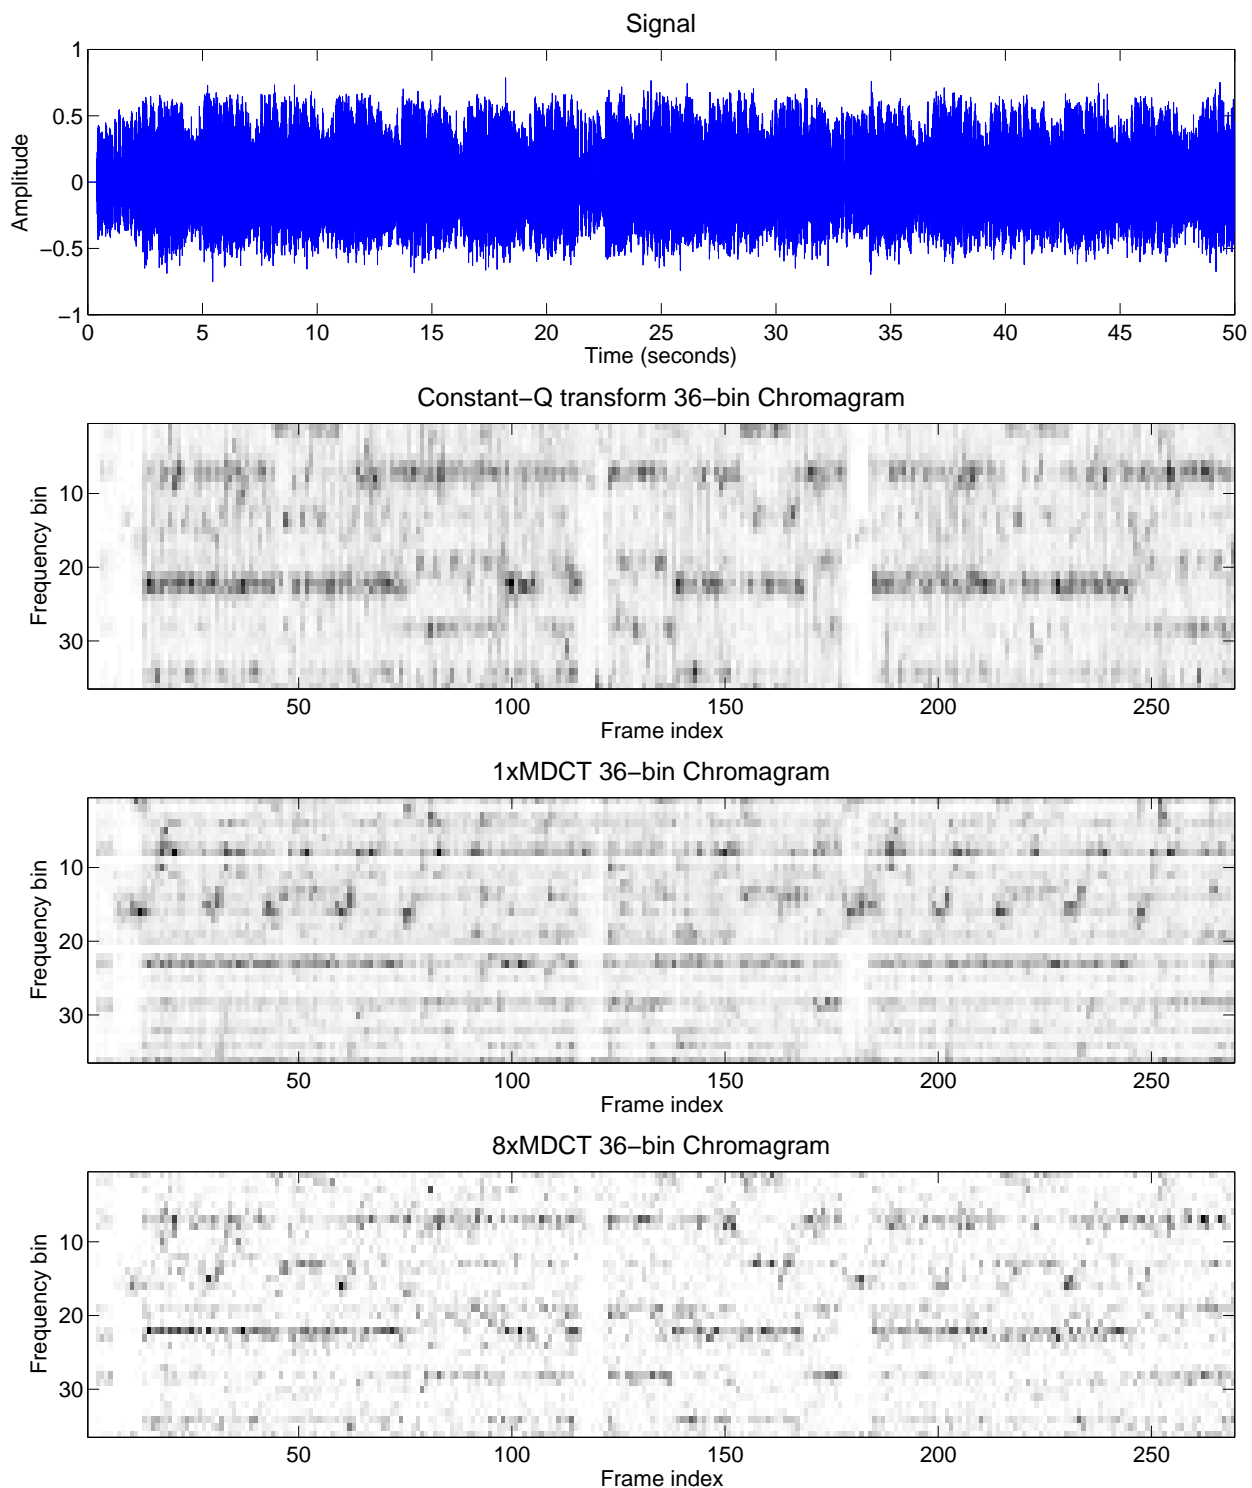 Signal
1
0.5
0
−0.5
−1
Amplitude
0 5 10 15 20 25 30 35 40 45 50
Time (seconds)
Constant−Q transform 36−bin Chromagram
10
20
30
Frequency bin
50 100 150 200 250
Frame index
1xMDCT 36−bin Chromagram
10
20
30
Frequency bin
50 100 150 200 250
Frame index
8xMDCT 36−bin Chromagram
10
20
30
Frequency bin
50 100 150 200 250
Frame index